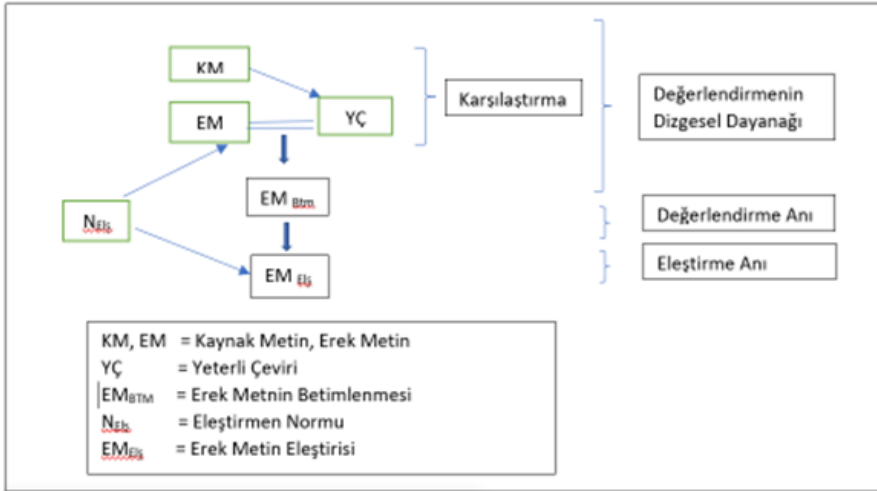 KM
EM
YÇ
Karşılaştırma
Değerlendirmenin
Dizgesel Dayanağı
EM Btm
Değerlendirme Anı
NElş
EM Elş
Eleştirme Anı
KM, EM = Kaynak Metin, Erek Metin
YÇ = Yeterli Çeviri
EMBTM = Erek Metnin Betimlenmesi
NElş = Eleştirmen Normu
EMElş = Erek Metin Eleştirisi